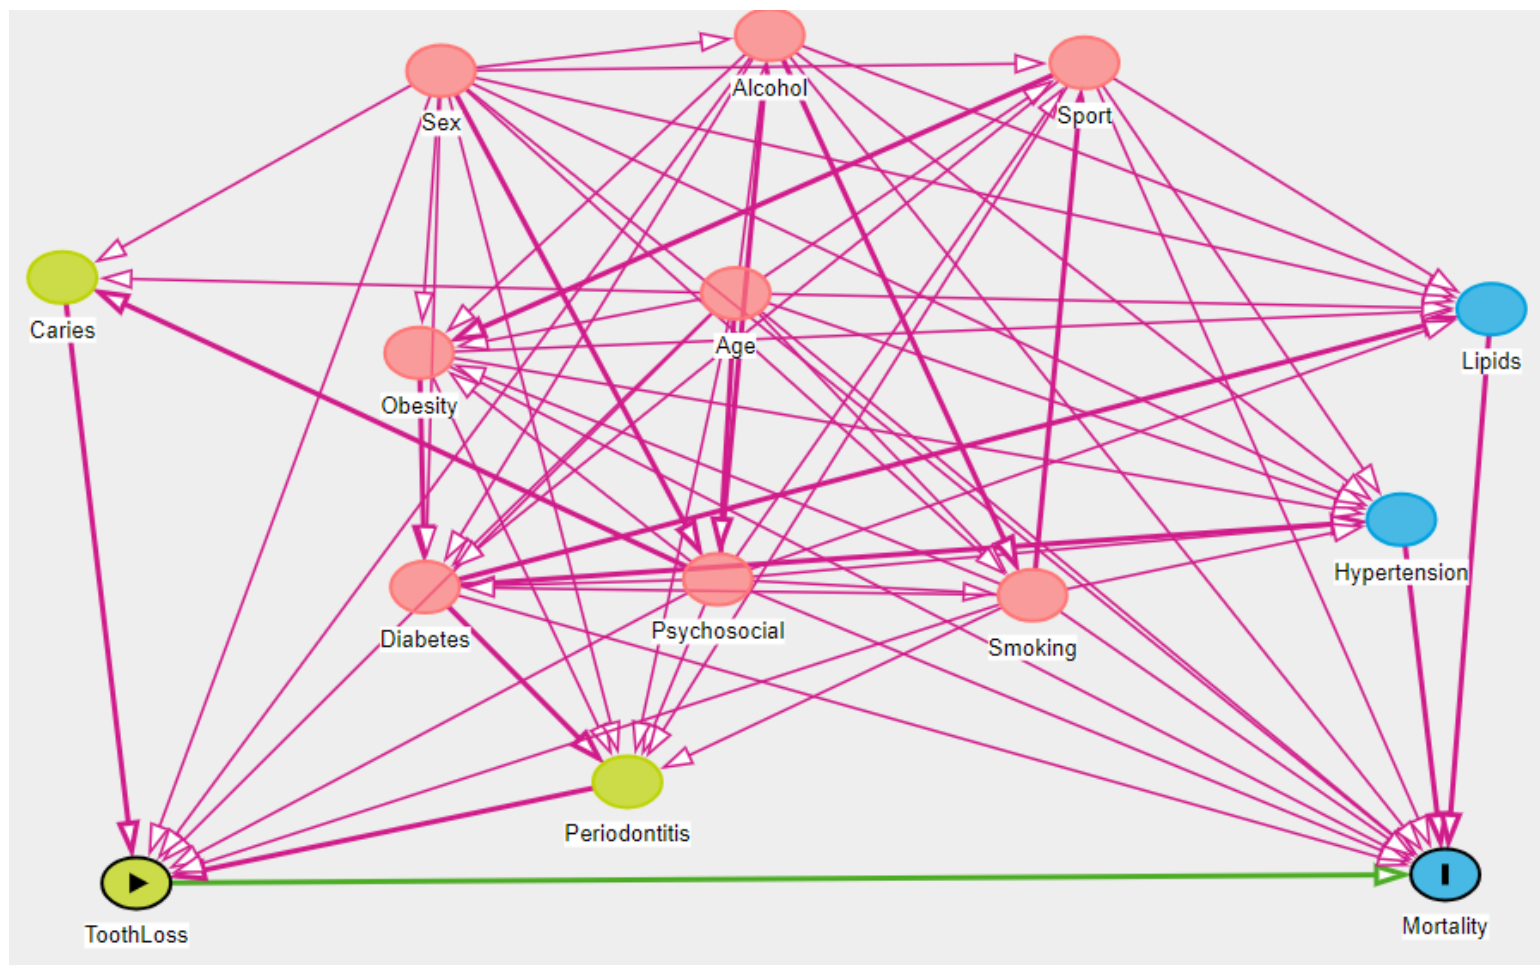 Alcohol
Sport
Sex
Caries
Age
Lipids
Obesity
Hypertension
Diabetes
Psychosocial
Smoking
Periodontitis
ToothLoss
Mortality